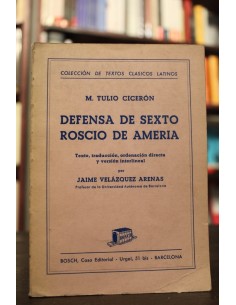 COLECCIÓN DE TEXTOS CLASICOS LATINOS
M. TULIO CICERÓN
DEFENSA DE SEXTO
ROSCIO DE AMERIA
Texto, traducción, ordenación directa
y versión interlineal
por
JAIME VELÁZQUEZ ARENAS
Profesor de la Universidad Autónoma de Barcelona
BOSCH, Casa Editorial - Urgel, 51 bis - BARCELONA